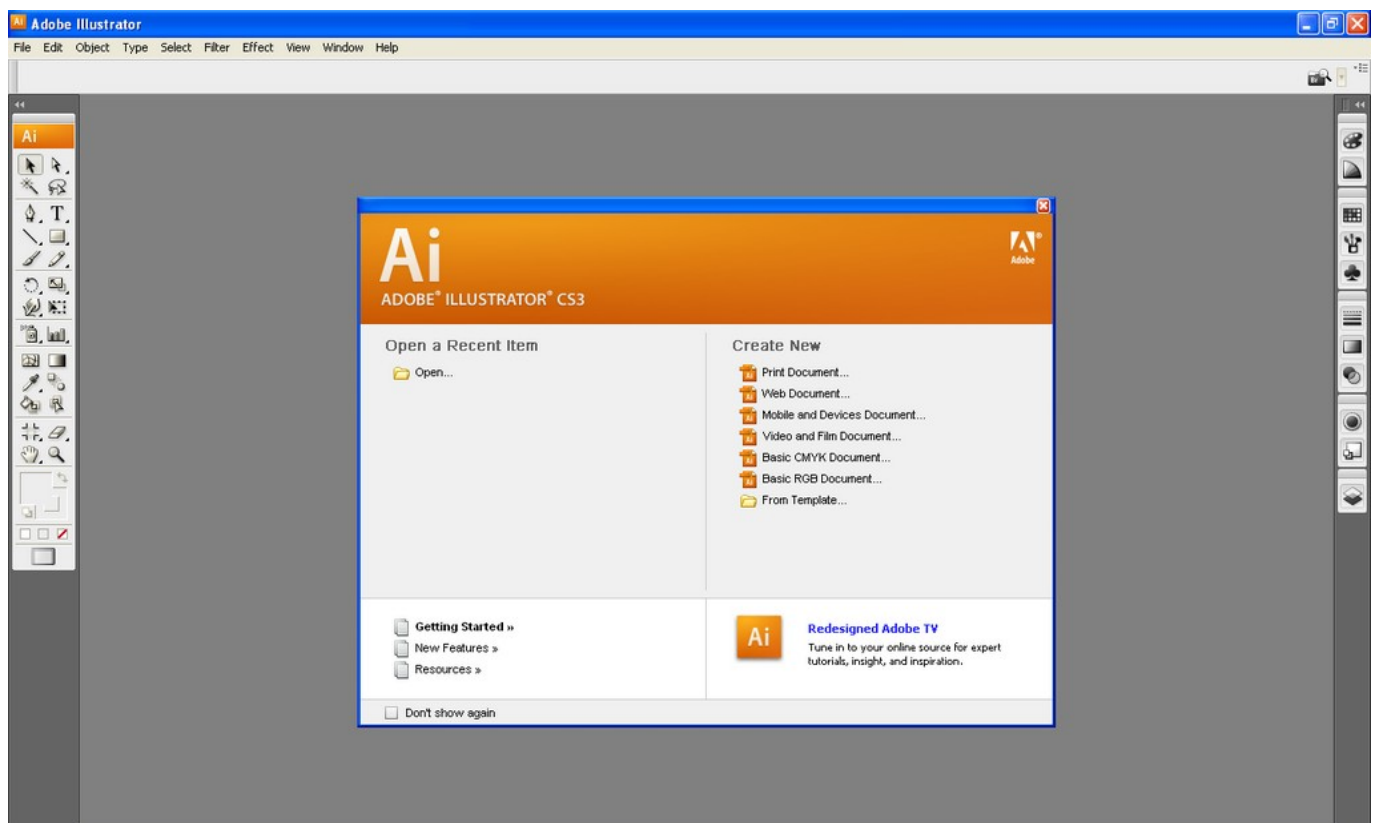 Adobe Illustrator
File Edit Object Type Select Filter Effect View Window Help
Ai
Ai
Adobe
ADOBE® ILLUSTRATOR® CS3
Open a Recent Item
Open...
Create New
Print Document...
Web Document...
Mobile and Devices Document...
Video and Film Document...
Basic CMYK Document...
Basic RGB Document...
From Template...
Getting Started »
New Features »
Resources »
Ai
Redesigned Adobe TV
Tune in to your online source for expert
tutorials, insight, and inspiration.
Don't show again